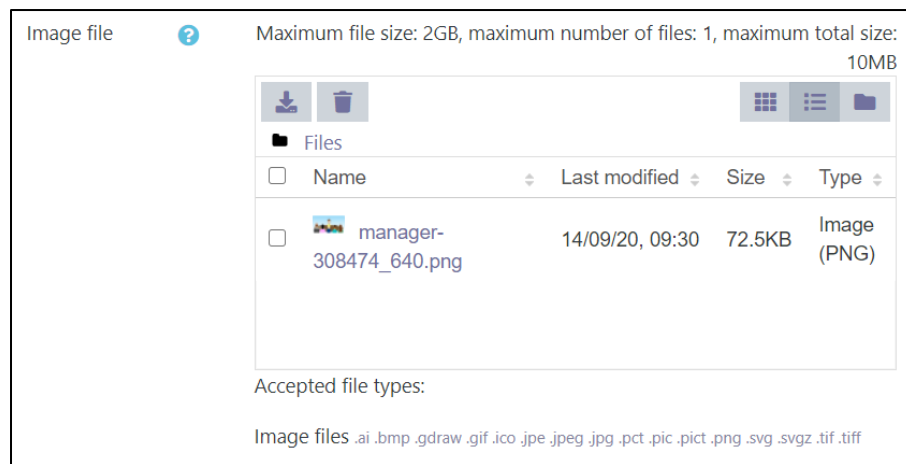 Image file
Maximum file size: 2GB, maximum number of files: 1, maximum total size:
10MB
Files
Name Last modified Size Type
manager-
308474_640.png 14/09/20, 09:30 72.5KB Image
(PNG)
Accepted file types:
Image files .ai .bmp .gdraw .gif .ico .jpe .jpeg .jpg .pct .pic .pict .png .svg .svgz .tif .tiff